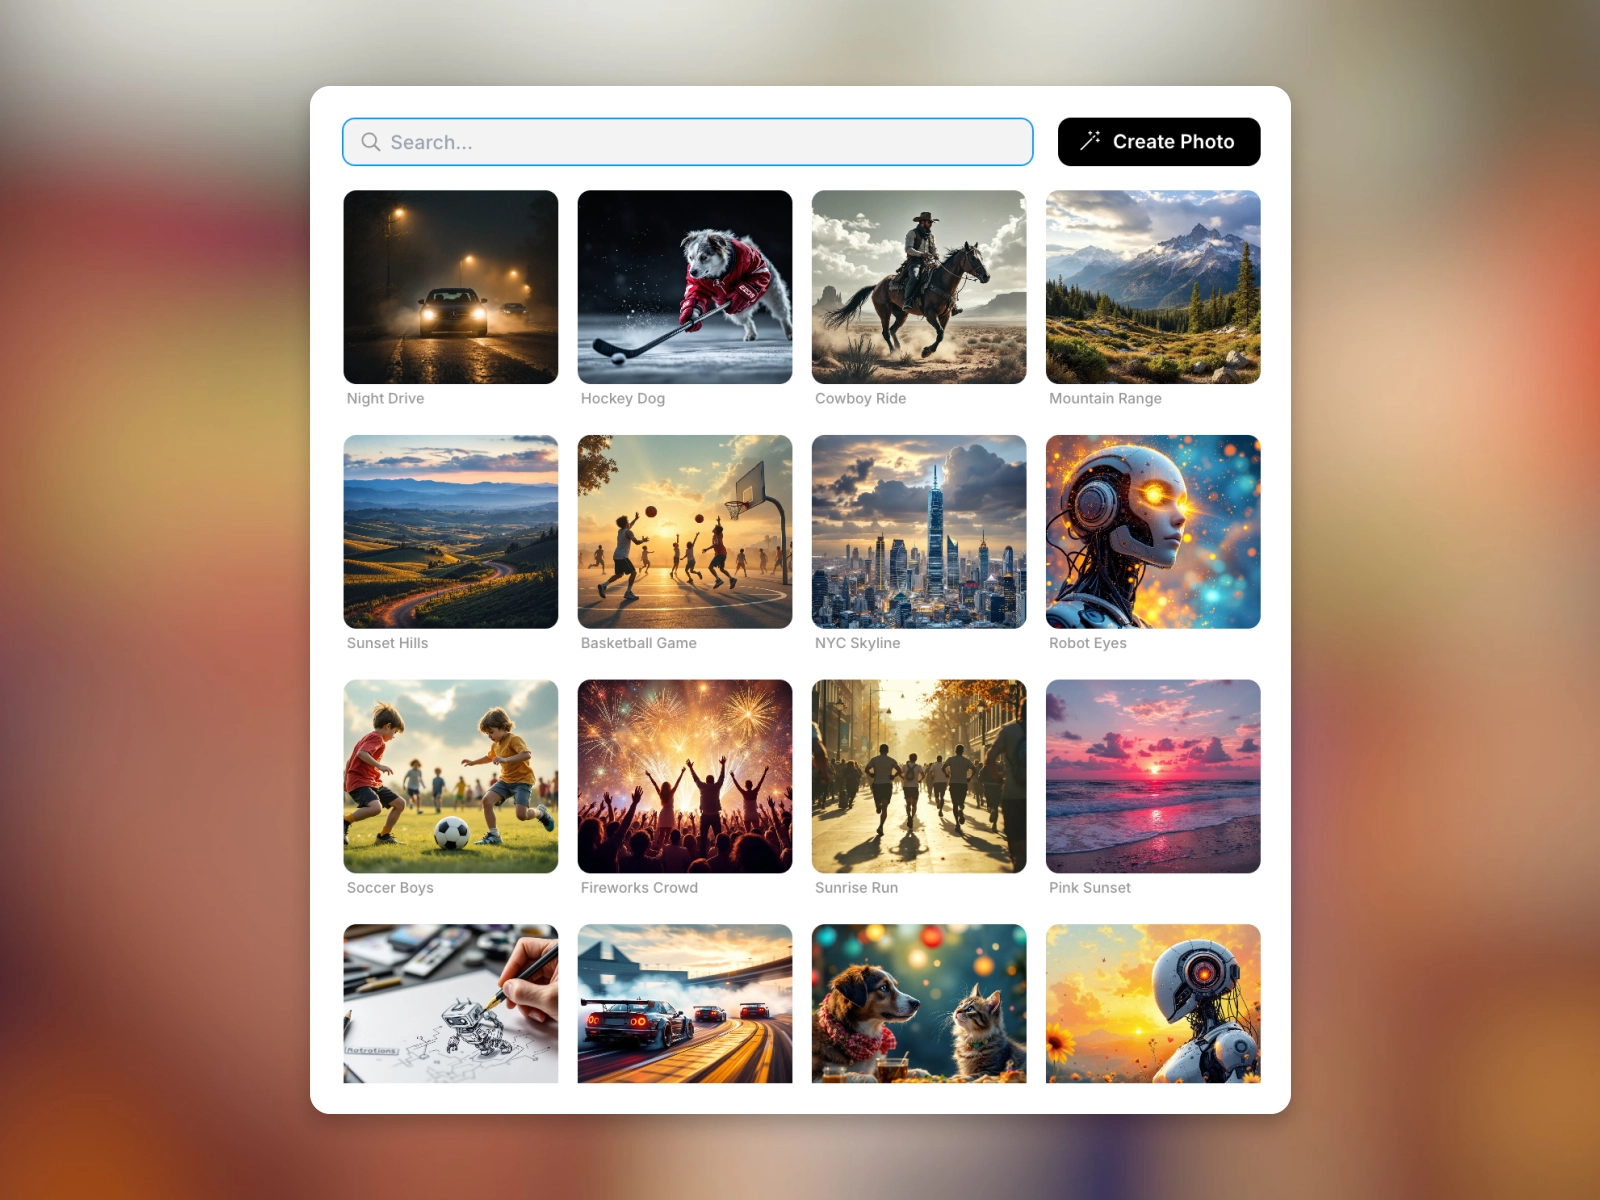 Search...
Create Photo
Night Drive
Hockey Dog
Cowboy Ride
Mountain Range
Sunset Hills
Basketball Game
NYC Skyline
Robot Eyes
Soccer Boys
Fireworks Crowd
Sunrise Run
Pink Sunset